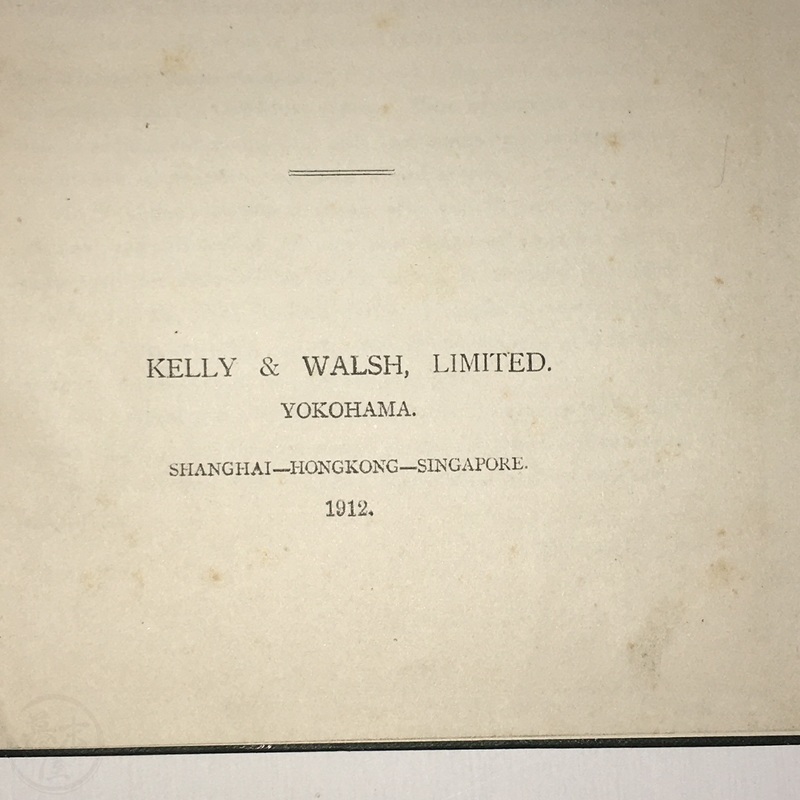 KELLY & WALSH, LIMITED.
YOKOHAMA.
SHANGHAI—HONGKONG—SINGAPORE.
1912.